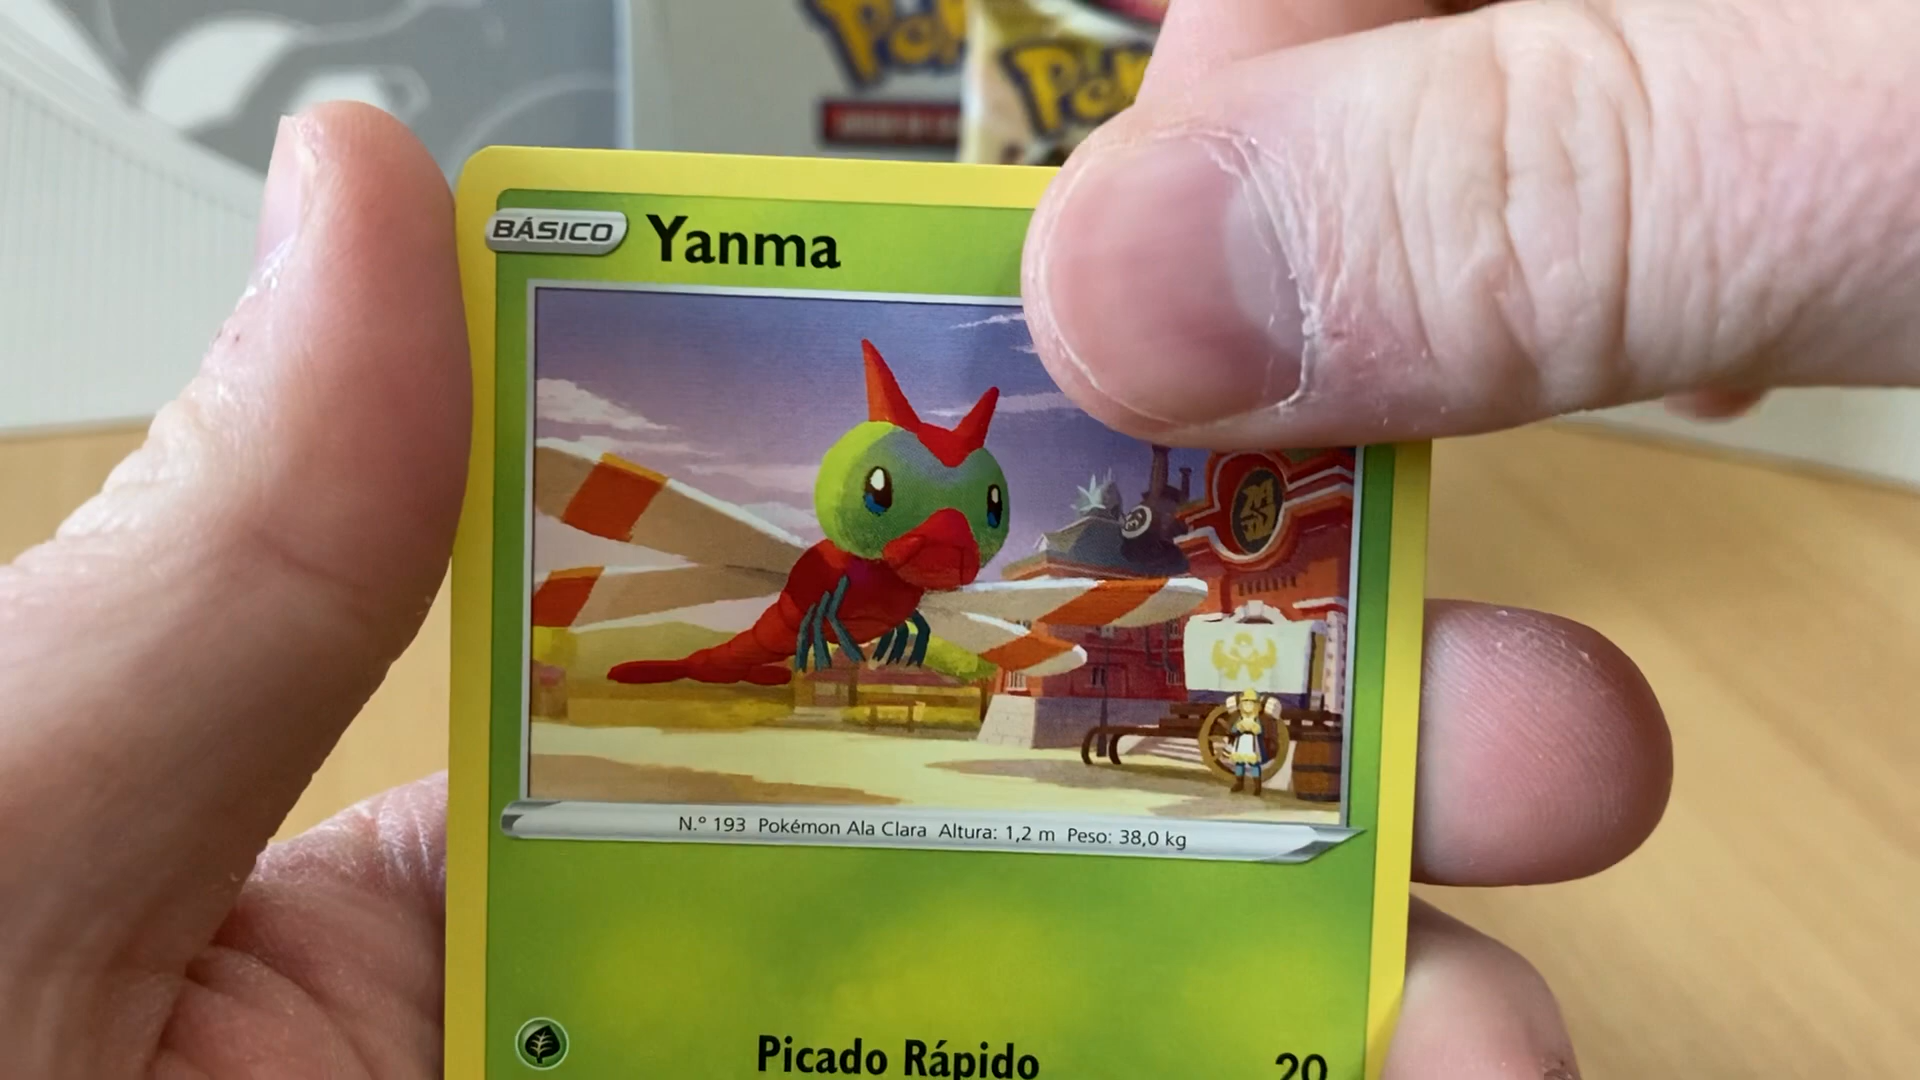 BÁSICO Yanma
N.º 193 Pokémon Ala Clara Altura: 1,2 m Peso: 38,0 kg
Picado Rápido 20